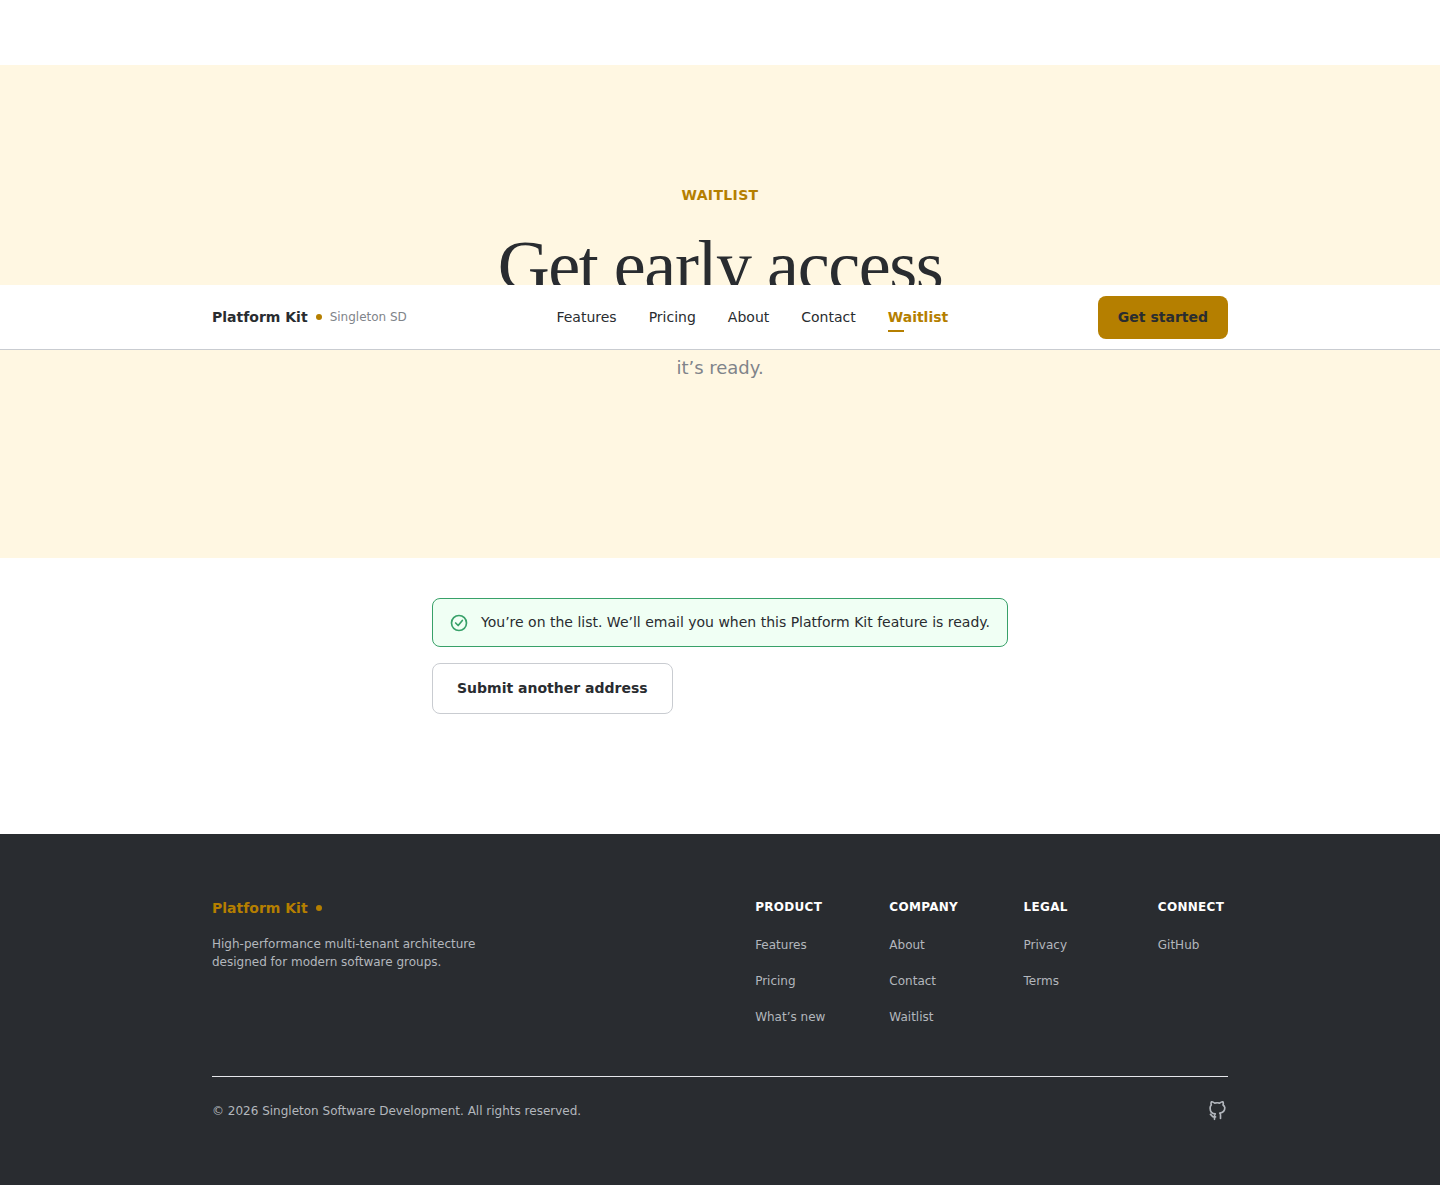 WAITLIST
Get early access
Platform Kit
Singleton SD
Features
Pricing
About
Contact
Waitlist
Get started
it’s ready.
You’re on the list. We’ll email you when this Platform Kit feature is ready.
Submit another address
Platform Kit
High-performance multi-tenant architecture
designed for modern software groups.
PRODUCT
Features
Pricing
What’s new
COMPANY
About
Contact
Waitlist
LEGAL
Privacy
Terms
CONNECT
GitHub
© 2026 Singleton Software Development. All rights reserved.